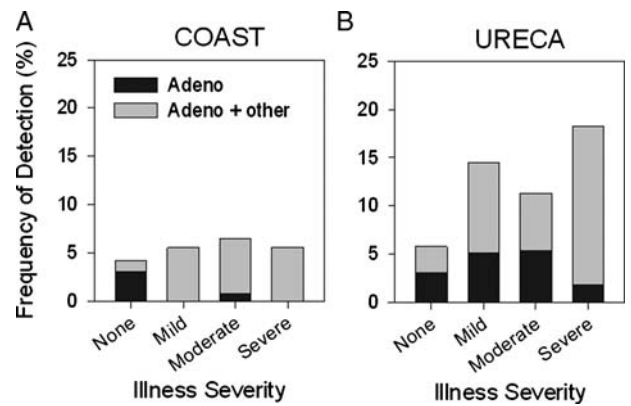 A
COAST
Frequency of Detection (%)
25
20
15
10
5
0
Adeno
Adeno + other
None
Mild
Moderate
Severe
Illness Severity
B
URECA
25
20
15
10
5
0
None
Mild
Moderate
Severe
Illness Severity